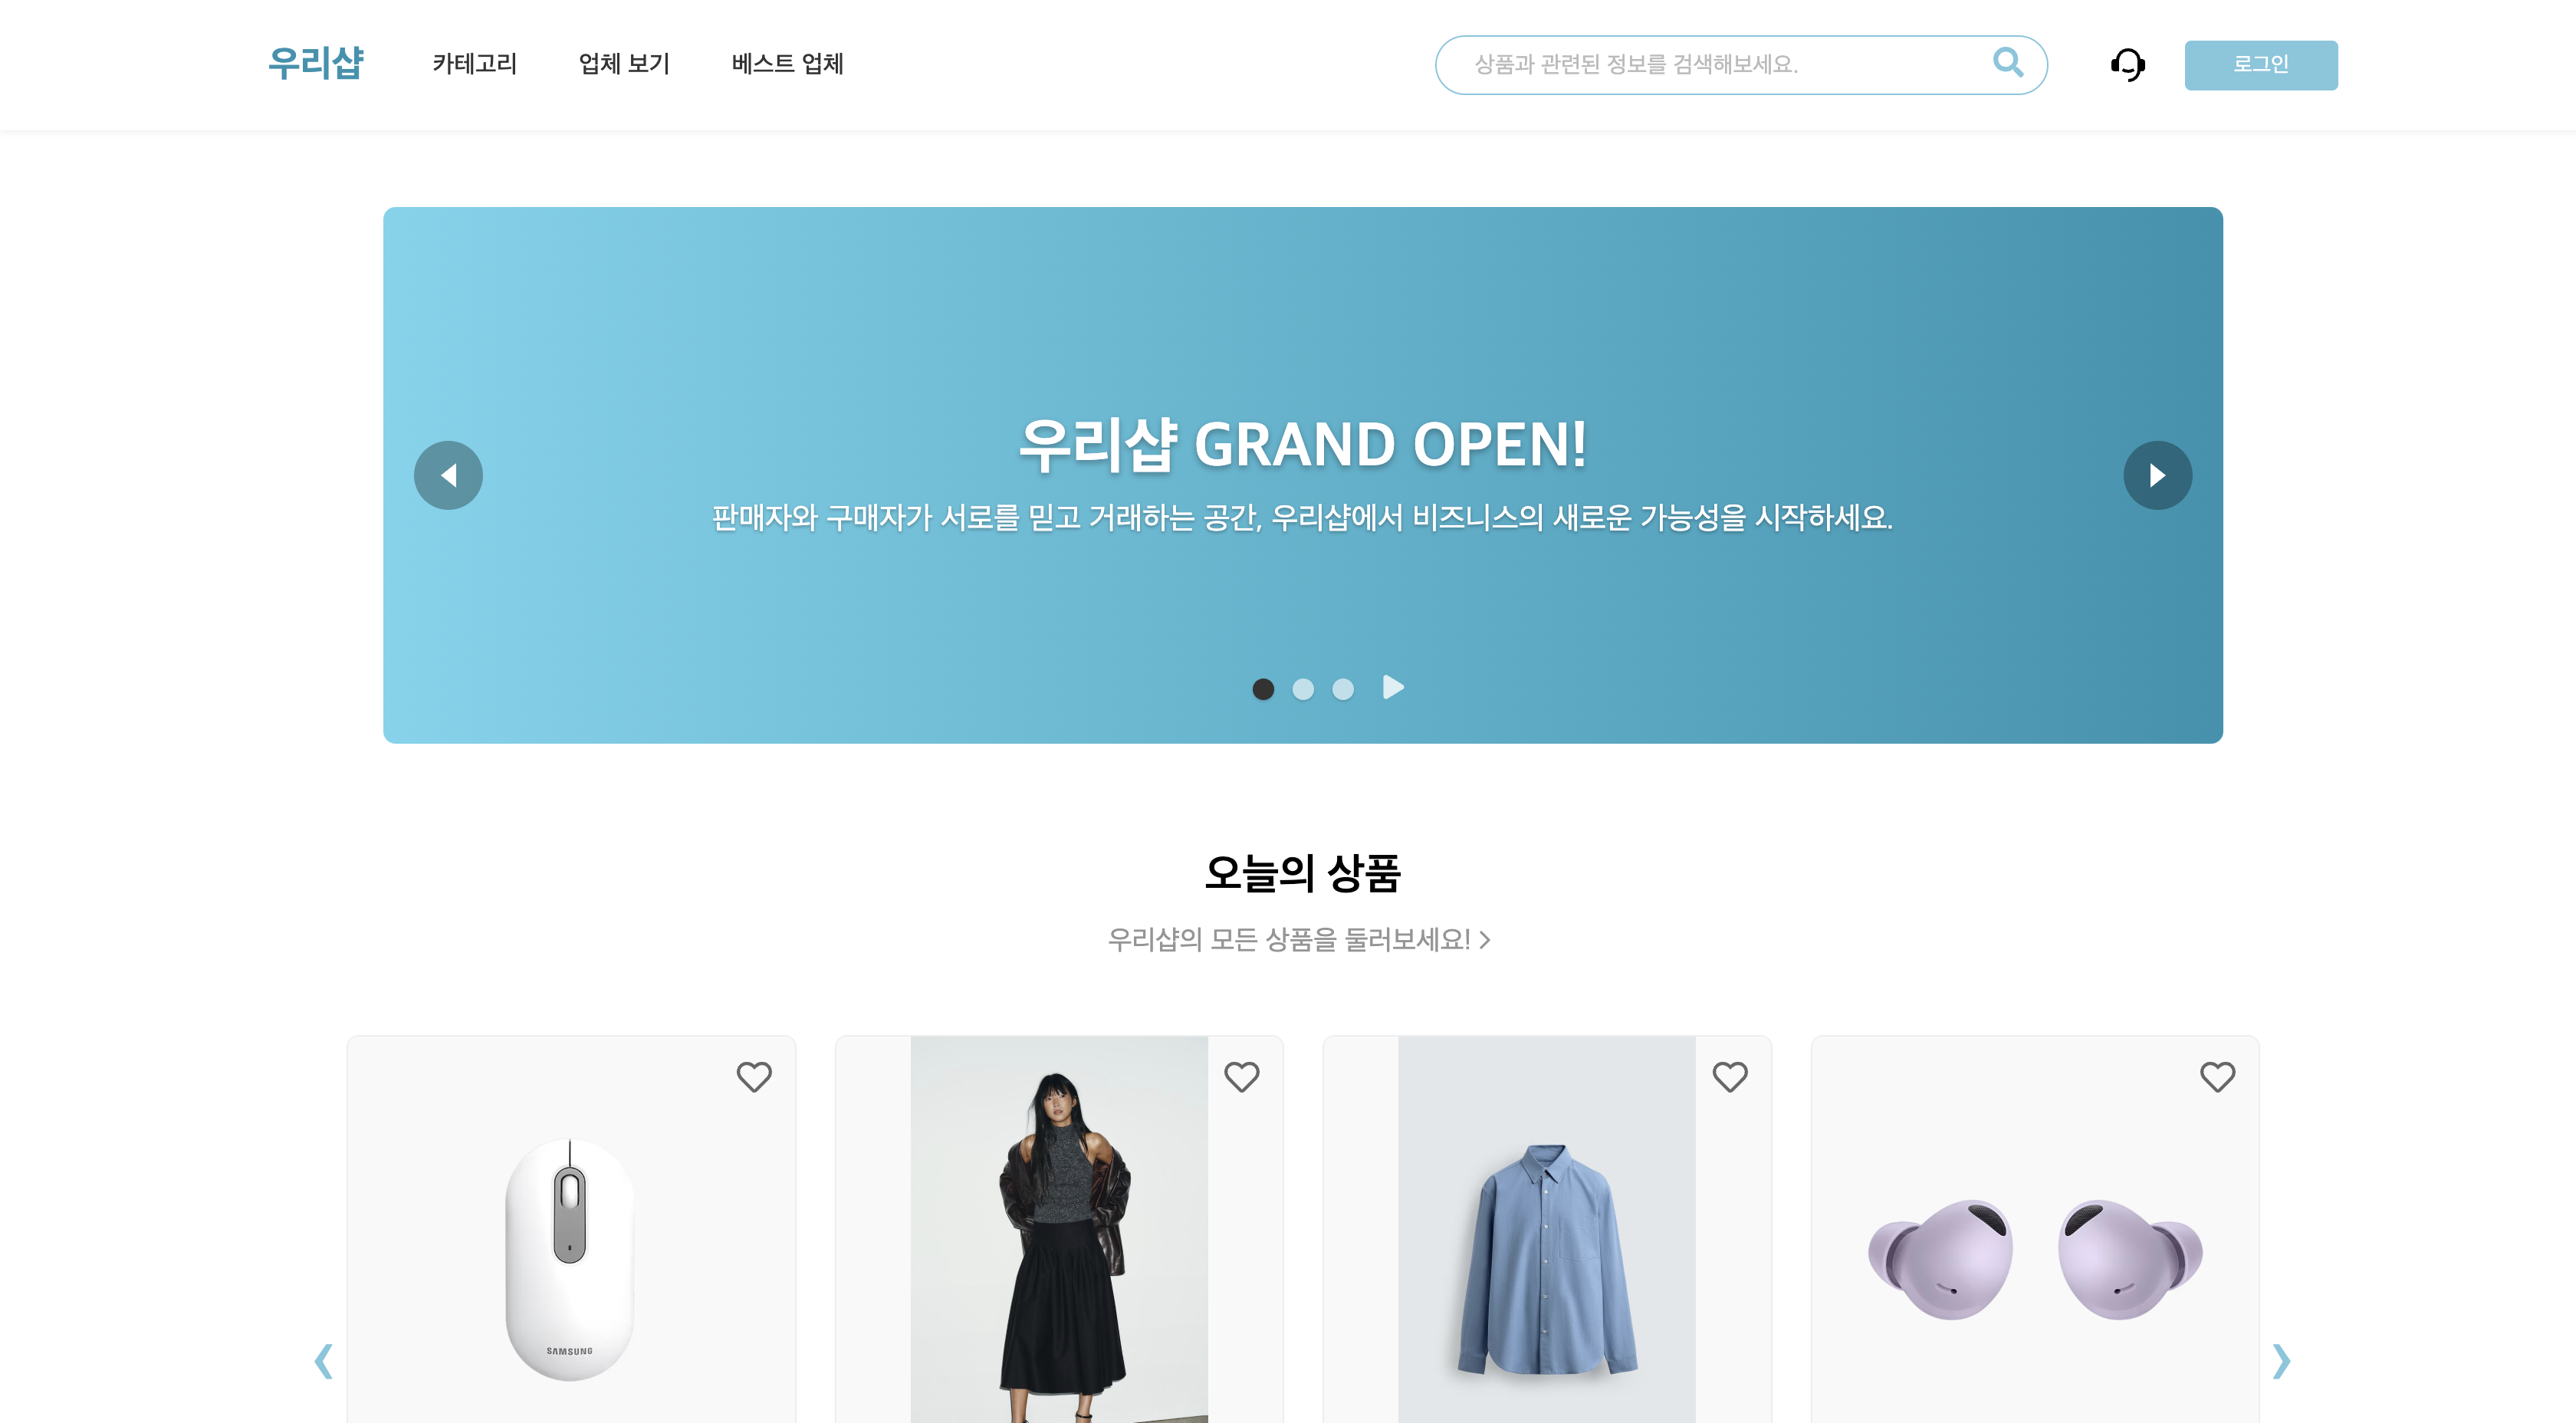 우리샵 카테고리 업체 보기 베스트 업체 상품과 관련된 정보를 검색해보세요. 로그인
우리샵 GRAND OPEN!
판매자와 구매자가 서로를 믿고 거래하는 공간, 우리샵에서 비즈니스의 새로운 가능성을 시작하세요.
오늘의 상품
우리샵의 모든 상품을 둘러보세요!
SAMSUNG